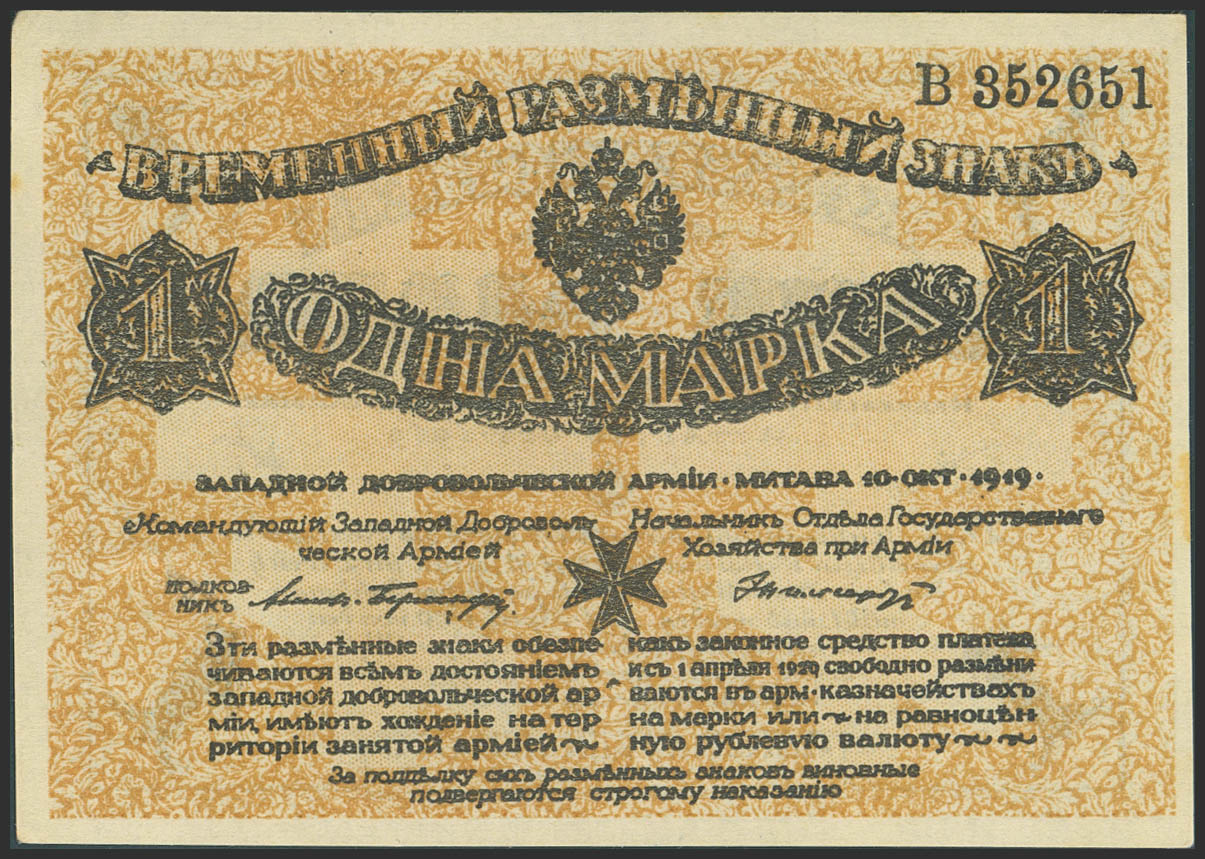 В 352651
ВРЕМЕННЫЙ РАЗМѢННЫЙ ЗНАКЪ
1
1
ОДНА МАРКА
ЗАПАДНОЙ ДОБРОВОЛЬЧЕСКОЙ АРМІИ · МИТАВА 10·ОКТ·1919·
Командующій Западной Доброволь
ческой Арміей
Начальникъ Отдѣла Государственнаго
Хозяйства при Арміи
полков-
никъ
Эти размѣнные знаки обезпе
чиваются всѣмъ достояніемъ
западной добровольческой ар
міи, имѣютъ хожденіе на тер
риторіи занятой арміей
какъ законное средство платежа
и съ 1 апрѣля 1920 свободно размѣни
ваются въ арм·казначействахъ
на марки или на равноцѣн-
ную рублевую валюту
За поддѣлку сихъ размѣнныхъ знаковъ виновные
подвергаются строгому наказанію